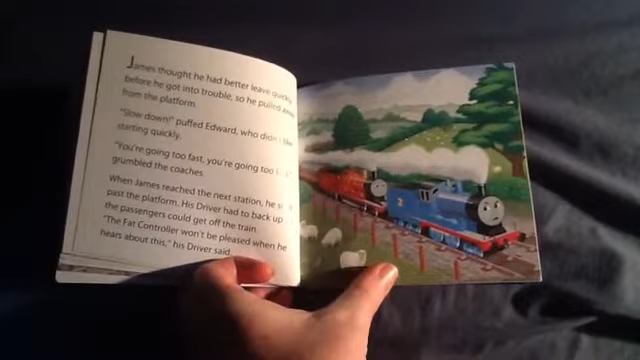 James thought he had better leave quickly
before he got into trouble, so he pulled away
from the platform.
"Slow down!" puffed Edward, who didn't like
starting quickly.
"You're going too fast, you're going too
grumbled the coaches.
When James reached the next station, he
past the platform. His Driver had to back up
the passengers could get off the train.
"The Fat Controller won't be pleased when he
hears about this," his Driver said.
2